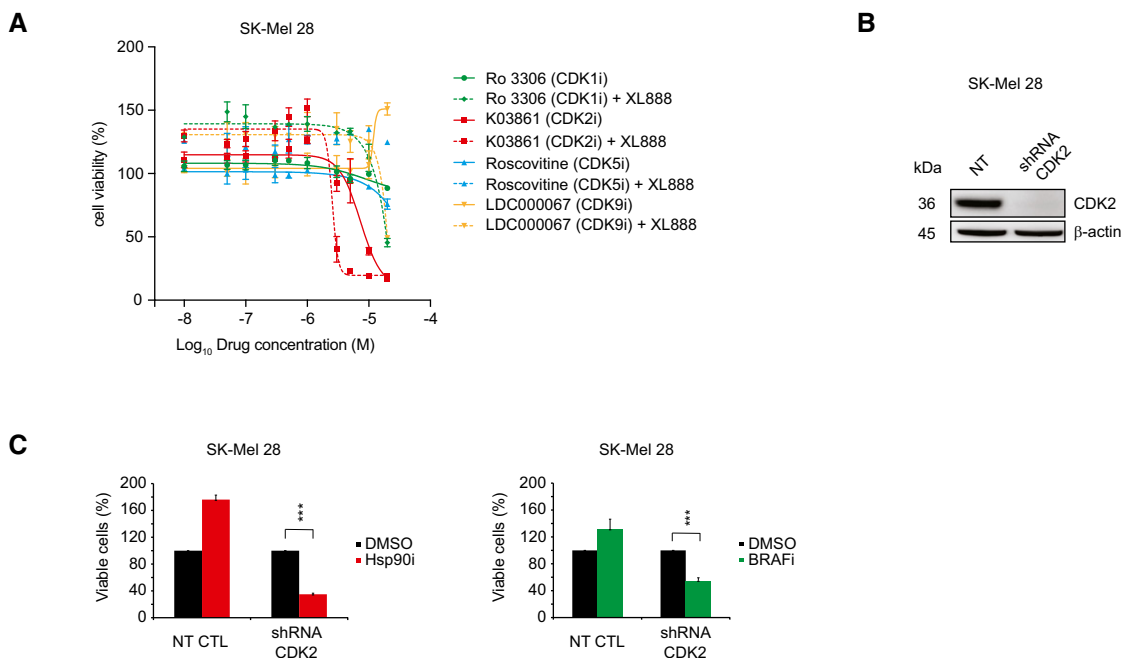 A
SK-Mel 28
200
150
100
50
0
cell viability (%)
-8 -7 -6 -5 -4
Log10 Drug concentration (M)
Ro 3306 (CDK1i)
Ro 3306 (CDK1i) + XL888
K03861 (CDK2i)
K03861 (CDK2i) + XL888
Roscovitine (CDK5i)
Roscovitine (CDK5i) + XL888
LDC000067 (CDK9i)
LDC000067 (CDK9i) + XL888
B
SK-Mel 28
kDa
NT
shRNA
CDK2
36
CDK2
45
β-actin
C
SK-Mel 28
200
160
120
80
40
0
Viable cells (%)
***
DMSO
Hsp90i
NT CTL
shRNA
CDK2
SK-Mel 28
200
160
120
80
40
0
Viable cells (%)
***
DMSO
BRAFi
NT CTL
shRNA
CDK2